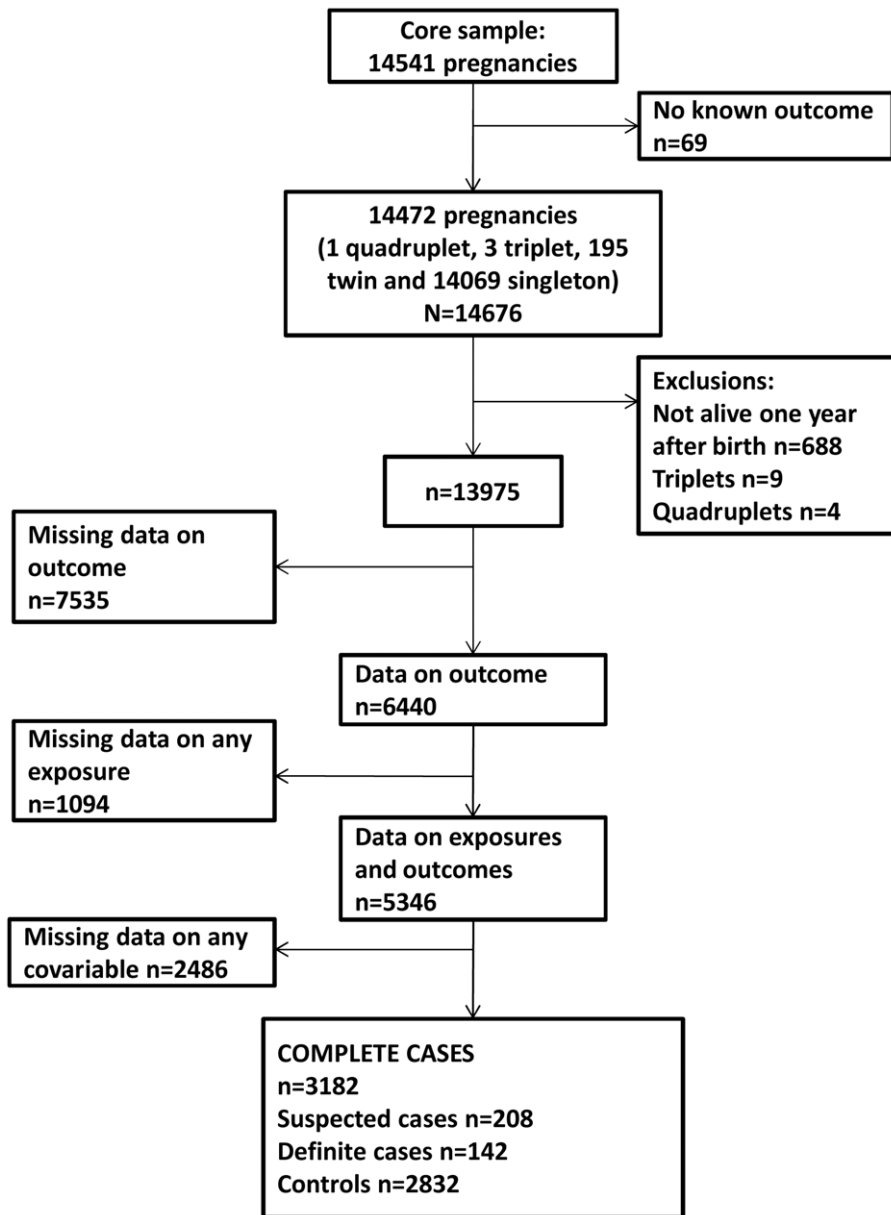 Core sample:
14541 pregnancies
No known outcome
n=69
14472 pregnancies
(1 quadruplet, 3 triplet, 195
twin and 14069 singleton)
N=14676
Exclusions:
Not alive one year
after birth n=688
Triplets n=9
Quadruplets n=4
n=13975
Missing data on
outcome
n=7535
Data on outcome
n=6440
Missing data on any
exposure
n=1094
Data on exposures
and outcomes
n=5346
Missing data on any
covariable n=2486
COMPLETE CASES
n=3182
Suspected cases n=208
Definite cases n=142
Controls n=2832